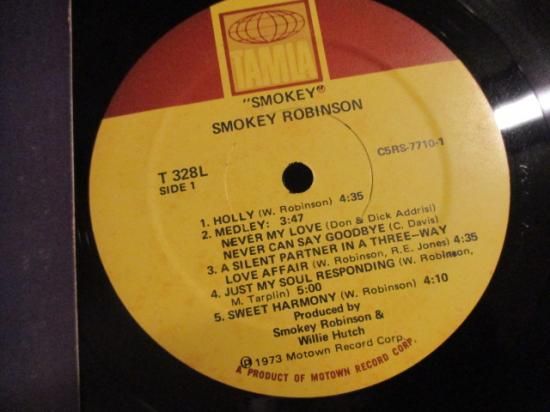 TAMLA
"SMOKEY"
SMOKEY ROBINSON
T 328L
SIDE 1
C5RS-7710-1
1. HOLLY (W. Robinson) 4:35
2. MEDLEY: 3:47
NEVER MY LOVE (Don & Dick Addrisi)
NEVER CAN SAY GOODBYE (C. Davis)
3. A SILENT PARTNER IN A THREE-WAY
LOVE AFFAIR (W. Robinson, R.E. Jones) 4:35
4. JUST MY SOUL RESPONDING (W. Robinson,
M. Tarplin) 5:00
5. SWEET HARMONY (W. Robinson) 4:10
Produced by
Smokey Robinson &
Willie Hutch
℗ 1973 Motown Record Corp.
A PRODUCT OF MOTOWN RECORD CORP.